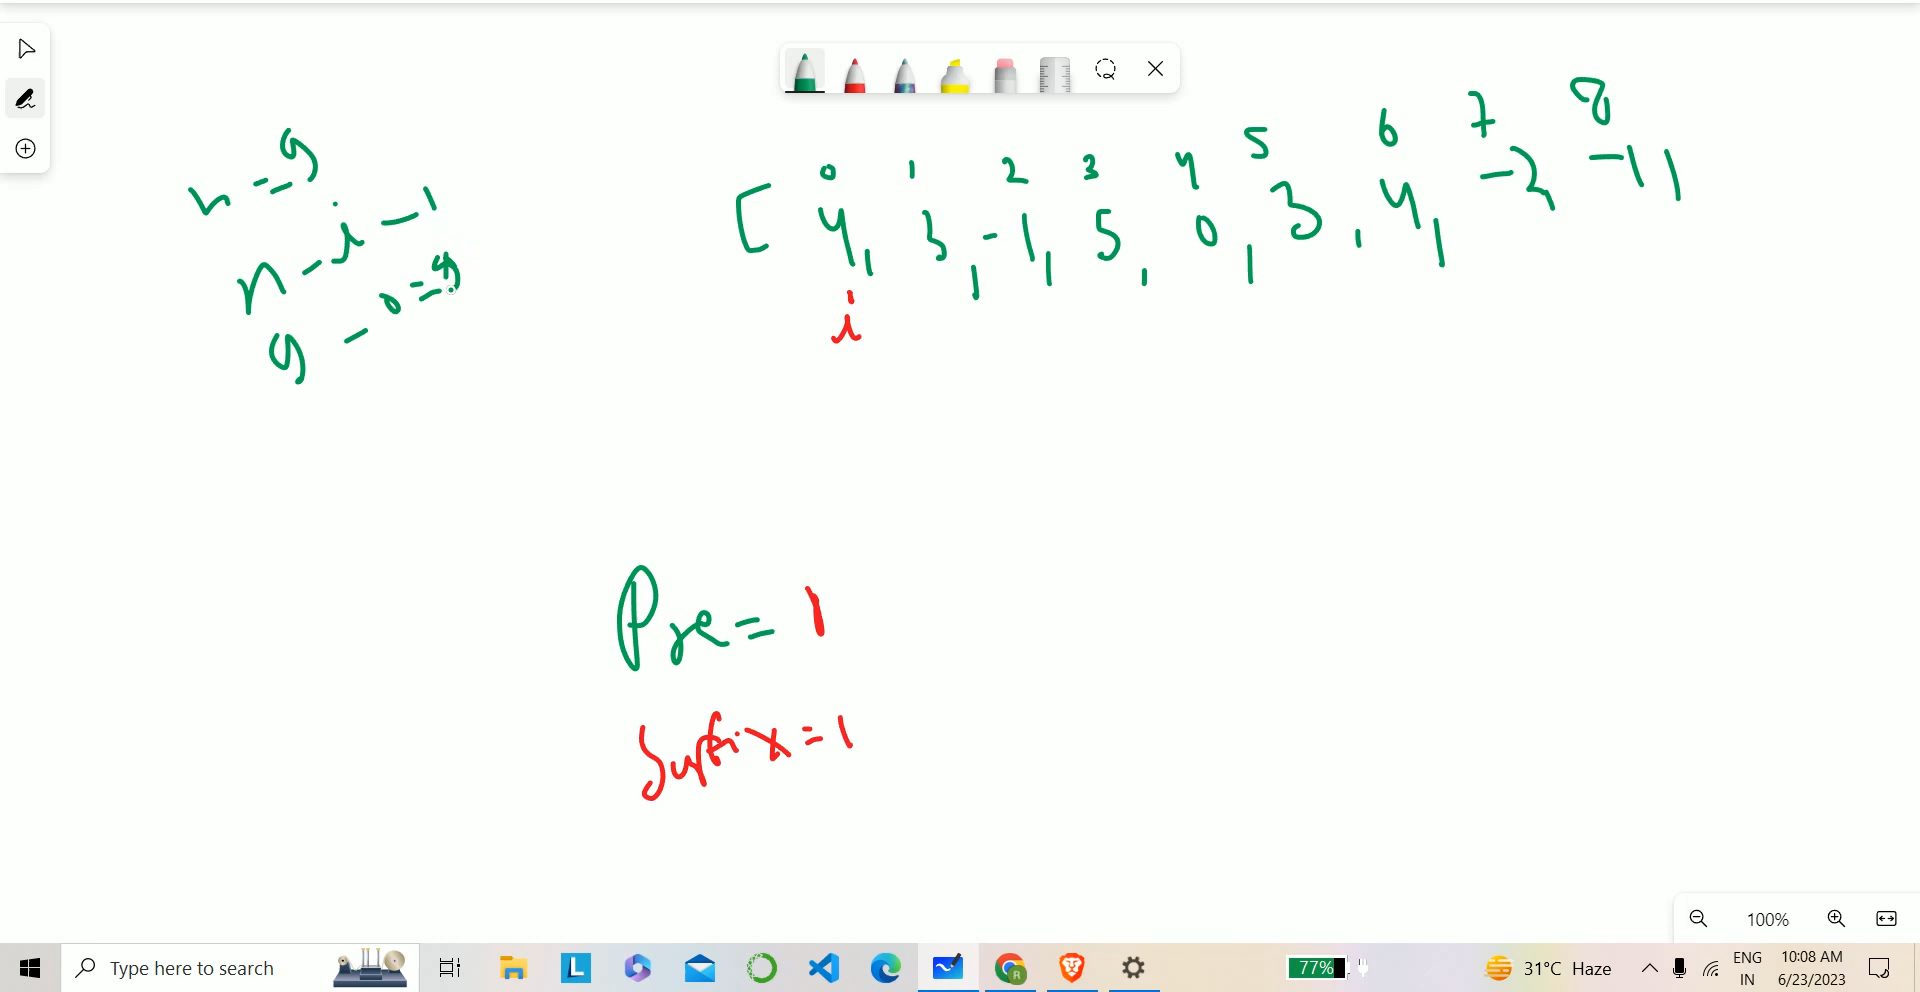 n = 9
n - i - 1
9 - 0 = 9
0 1 2 3 4 5 6 7 8
[ 4, 3, -1, 5, 0, 3, 4, -2, -1,
i
Pre = 1
Suffix = 1
100%
Type here to search
L
R
77%
31°C Haze
ENG
IN
10:08 AM
6/23/2023